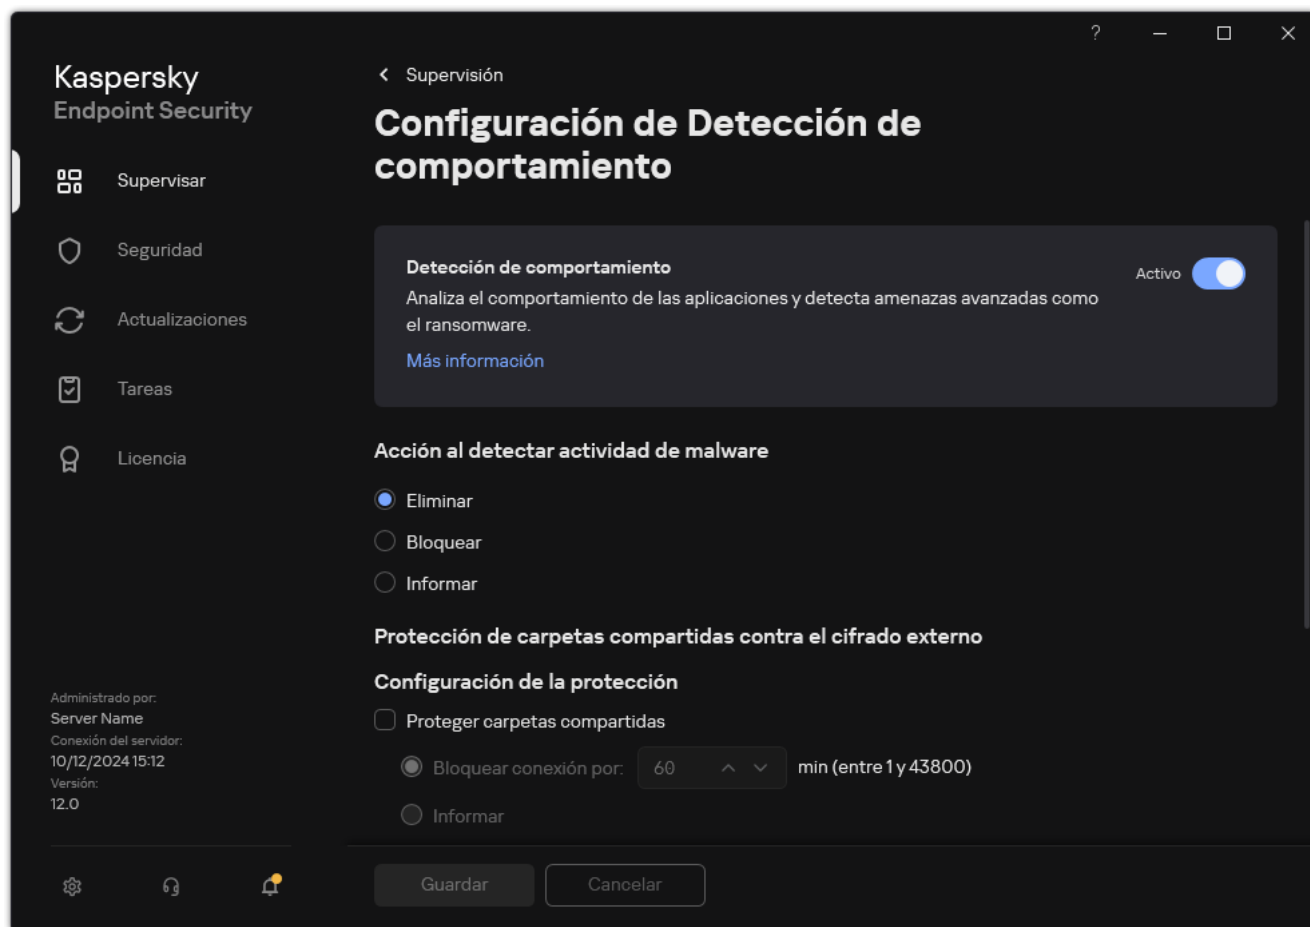 ?
Kaspersky
Endpoint Security
Supervisar
Seguridad
Actualizaciones
Tareas
Licencia
Administrado por:
Server Name
Conexión del servidor:
10/12/2024 15:12
Versión:
12.0
Supervisión
Configuración de Detección de
comportamiento
Detección de comportamiento
Activo
Analiza el comportamiento de las aplicaciones y detecta amenazas avanzadas como
el ransomware.
Más información
Acción al detectar actividad de malware
Eliminar
Bloquear
Informar
Protección de carpetas compartidas contra el cifrado externo
Configuración de la protección
Proteger carpetas compartidas
Bloquear conexión por: 60 min (entre 1 y 43800)
Informar
Guardar
Cancelar